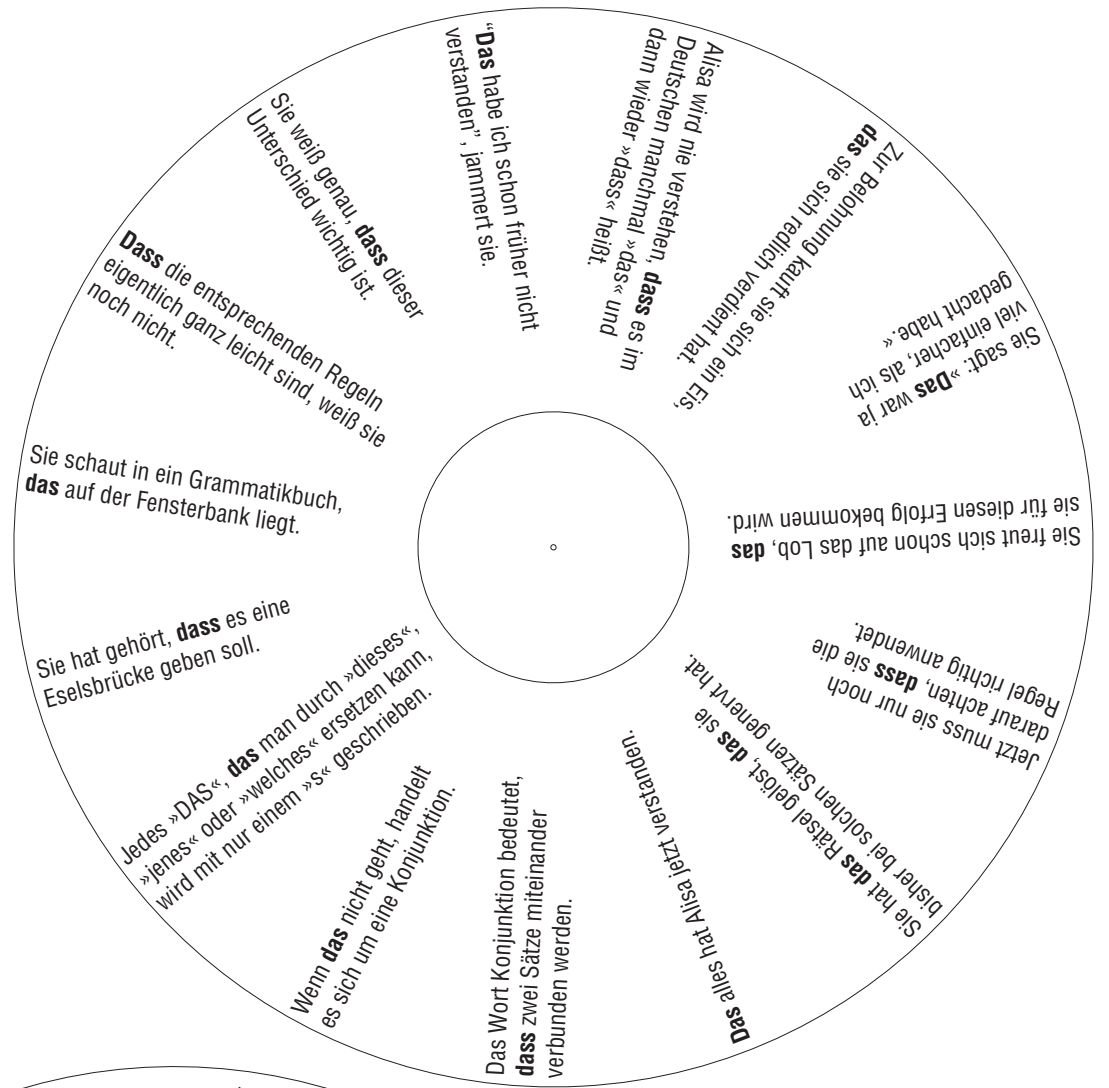 Alisa wird nie verstehen, dass es im
Deutschen manchmal »das« und
dann wieder »dass« heißt.
"Das habe ich schon früher nicht
verstanden", jammert sie.
Sie weiß genau, dass dieser
Unterschied wichtig ist.
Dass die entsprechenden Regeln
eigentlich ganz leicht sind, weiß sie
noch nicht.
Sie schaut in ein Grammatikbuch,
das auf der Fensterbank liegt.
Sie hat gehört, dass es eine
Eselsbrücke geben soll.
Jedes »DAS«, das man durch »dieses«,
»jenes« oder »welches« ersetzen kann,
wird mit nur einem »s« geschrieben.
Wenn das nicht geht, handelt
es sich um eine Konjunktion.
Das Wort Konjunktion bedeutet,
dass zwei Sätze miteinander
verbunden werden.
Das alles hat Alisa jetzt verstanden.
Sie hat das Rätsel gelöst, das sie
bisher bei solchen Sätzen genervt hat.
Jetzt muss sie nur noch
darauf achten, dass sie die
Regel richtig anwendet.
Sie freut sich schon auf das Lob, das
sie für diesen Erfolg bekommen wird.
Sie sagt: »Das war ja
viel einfacher, als ich
gedacht habe.«
Zur Belohnung kauft sie sich ein Eis,
das sie sich redlich verdient hat.